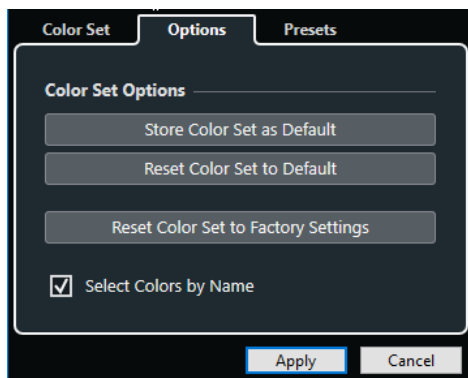 Color Set Options Presets
Color Set Options
Store Color Set as Default
Reset Color Set to Default
Reset Color Set to Factory Settings
Select Colors by Name
Apply Cancel